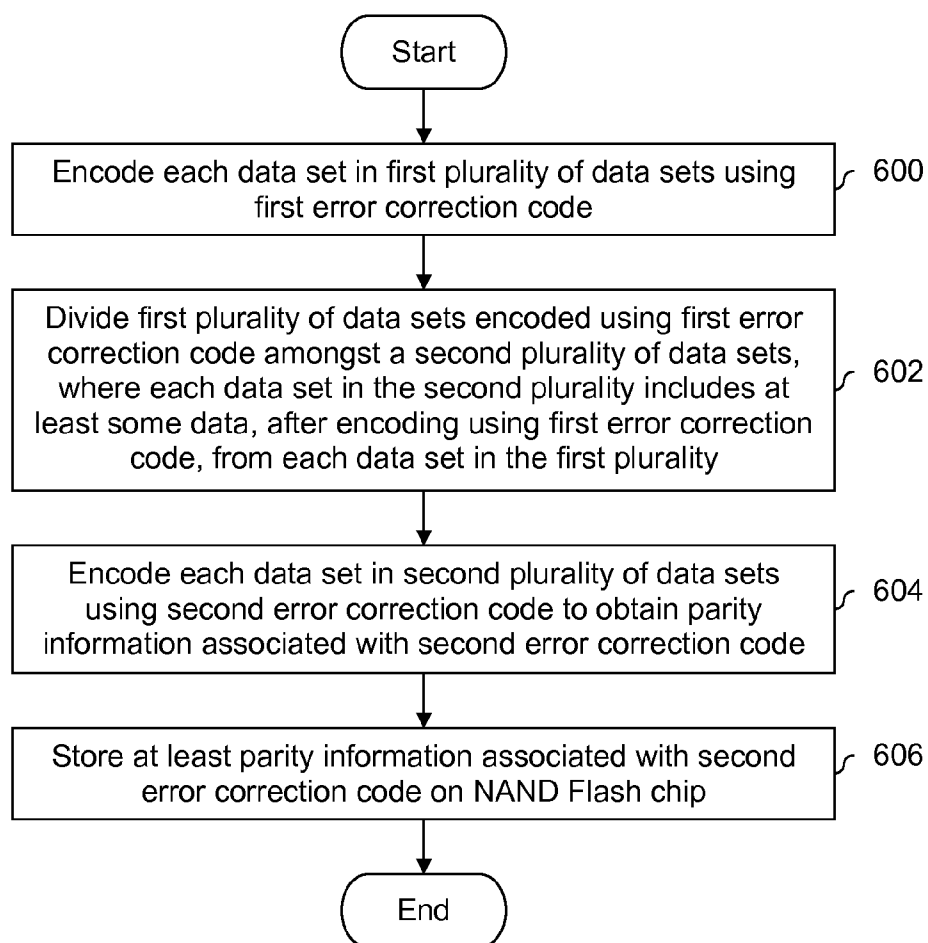 Start
Encode each data set in first plurality of data sets using
first error correction code
600
Divide first plurality of data sets encoded using first error
correction code amongst a second plurality of data sets,
where each data set in the second plurality includes at
least some data, after encoding using first error correction
code, from each data set in the first plurality
602
Encode each data set in second plurality of data sets
using second error correction code to obtain parity
information associated with second error correction code
604
Store at least parity information associated with second
error correction code on NAND Flash chip
606
End